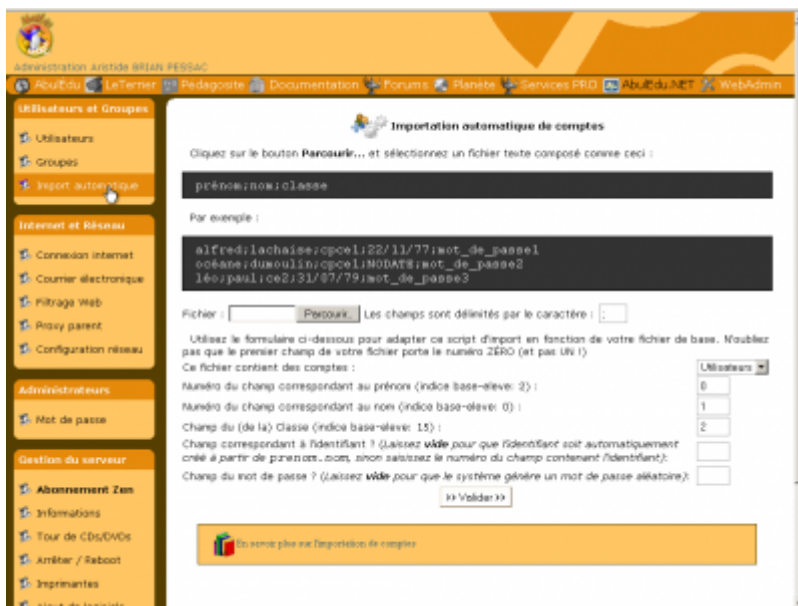 Administration Aristide BRIAN PESSAC
AbulEdu LeTerrier Pedagosite Documentation Forums Planete Services PRO AbulEdu.NET WebAdmin
Utilisateurs et Groupes
Utilisateurs
Groupes
Import automatique
Internet et Réseau
Connexion internet
Courrier électronique
Filtrage Web
Proxy parent
Configuration réseau
Administrateurs
Mot de passe
Gestion du serveur
Abonnement Zen
Informations
Tour de CDs/DVDs
Arrêter / Reboot
Imprimantes
Ajout de logiciels
Importation automatique de comptes
Cliquez sur le bouton Parcourir... et sélectionnez un fichier texte composé comme ceci :
prénom;nom;classe
Par exemple :
alfred;lachaise;cpce1;22/11/77;mot_de_passe1
océane;dumoulin;cpce1;NODATE;mot_de_passe2
léo;paul;ce2;31/07/79;mot_de_passe3
Fichier : Parcourir.. Les champs sont délimités par le caractère : ;
Utilisez le formulaire ci-dessous pour adapter ce script d'import en fonction de votre fichier de base. N'oubliez
pas que le premier champ de votre fichier porte le numéro ZÉRO (et pas UN !)
Ce fichier contient des comptes : Utilisateurs
Numéro du champ correspondant au prénom (indice base-eleve: 2) : 0
Numéro du champ correspondant au nom (indice base-eleve: 0) : 1
Champ du (de la) Classe (indice base-eleve: 15) : 2
Champ correspondant à l'identifiant ? (Laissez vide pour que l'identifiant soit automatiquement
créé à partir de prenom.nom, sinon saisissez le numéro du champ contenant l'identifiant):
Champ du mot de passe ? (Laissez vide pour que le système génère un mot de passe aléatoire):
>> Valider >>
En savoir plus sur l'importation de comptes